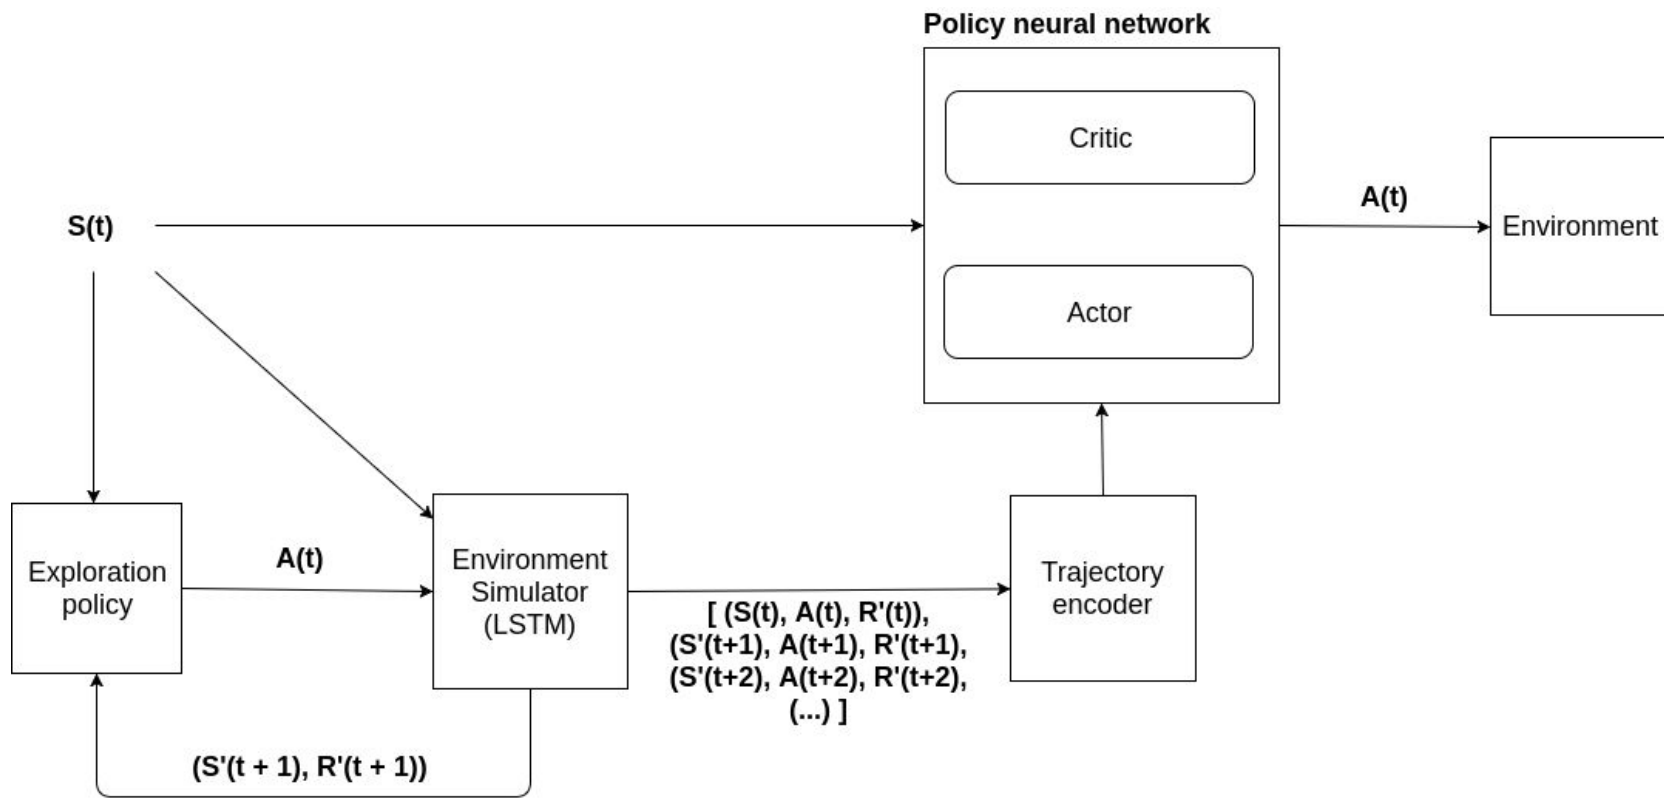 Policy neural network
Critic
A(t)
S(t)
Environment
Actor
Exploration
policy
A(t)
Environment
Simulator
(LSTM)
[ (S(t), A(t), R'(t)),
(S'(t+1), A(t+1), R'(t+1),
(S'(t+2), A(t+2), R'(t+2),
(...) ]
Trajectory
encoder
(S'(t + 1), R'(t + 1))